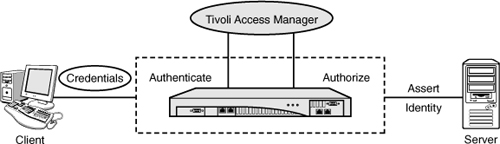 Tivoli Access Manager
Credentials
Authenticate
Authorize
Assert
Identity
Client
Server